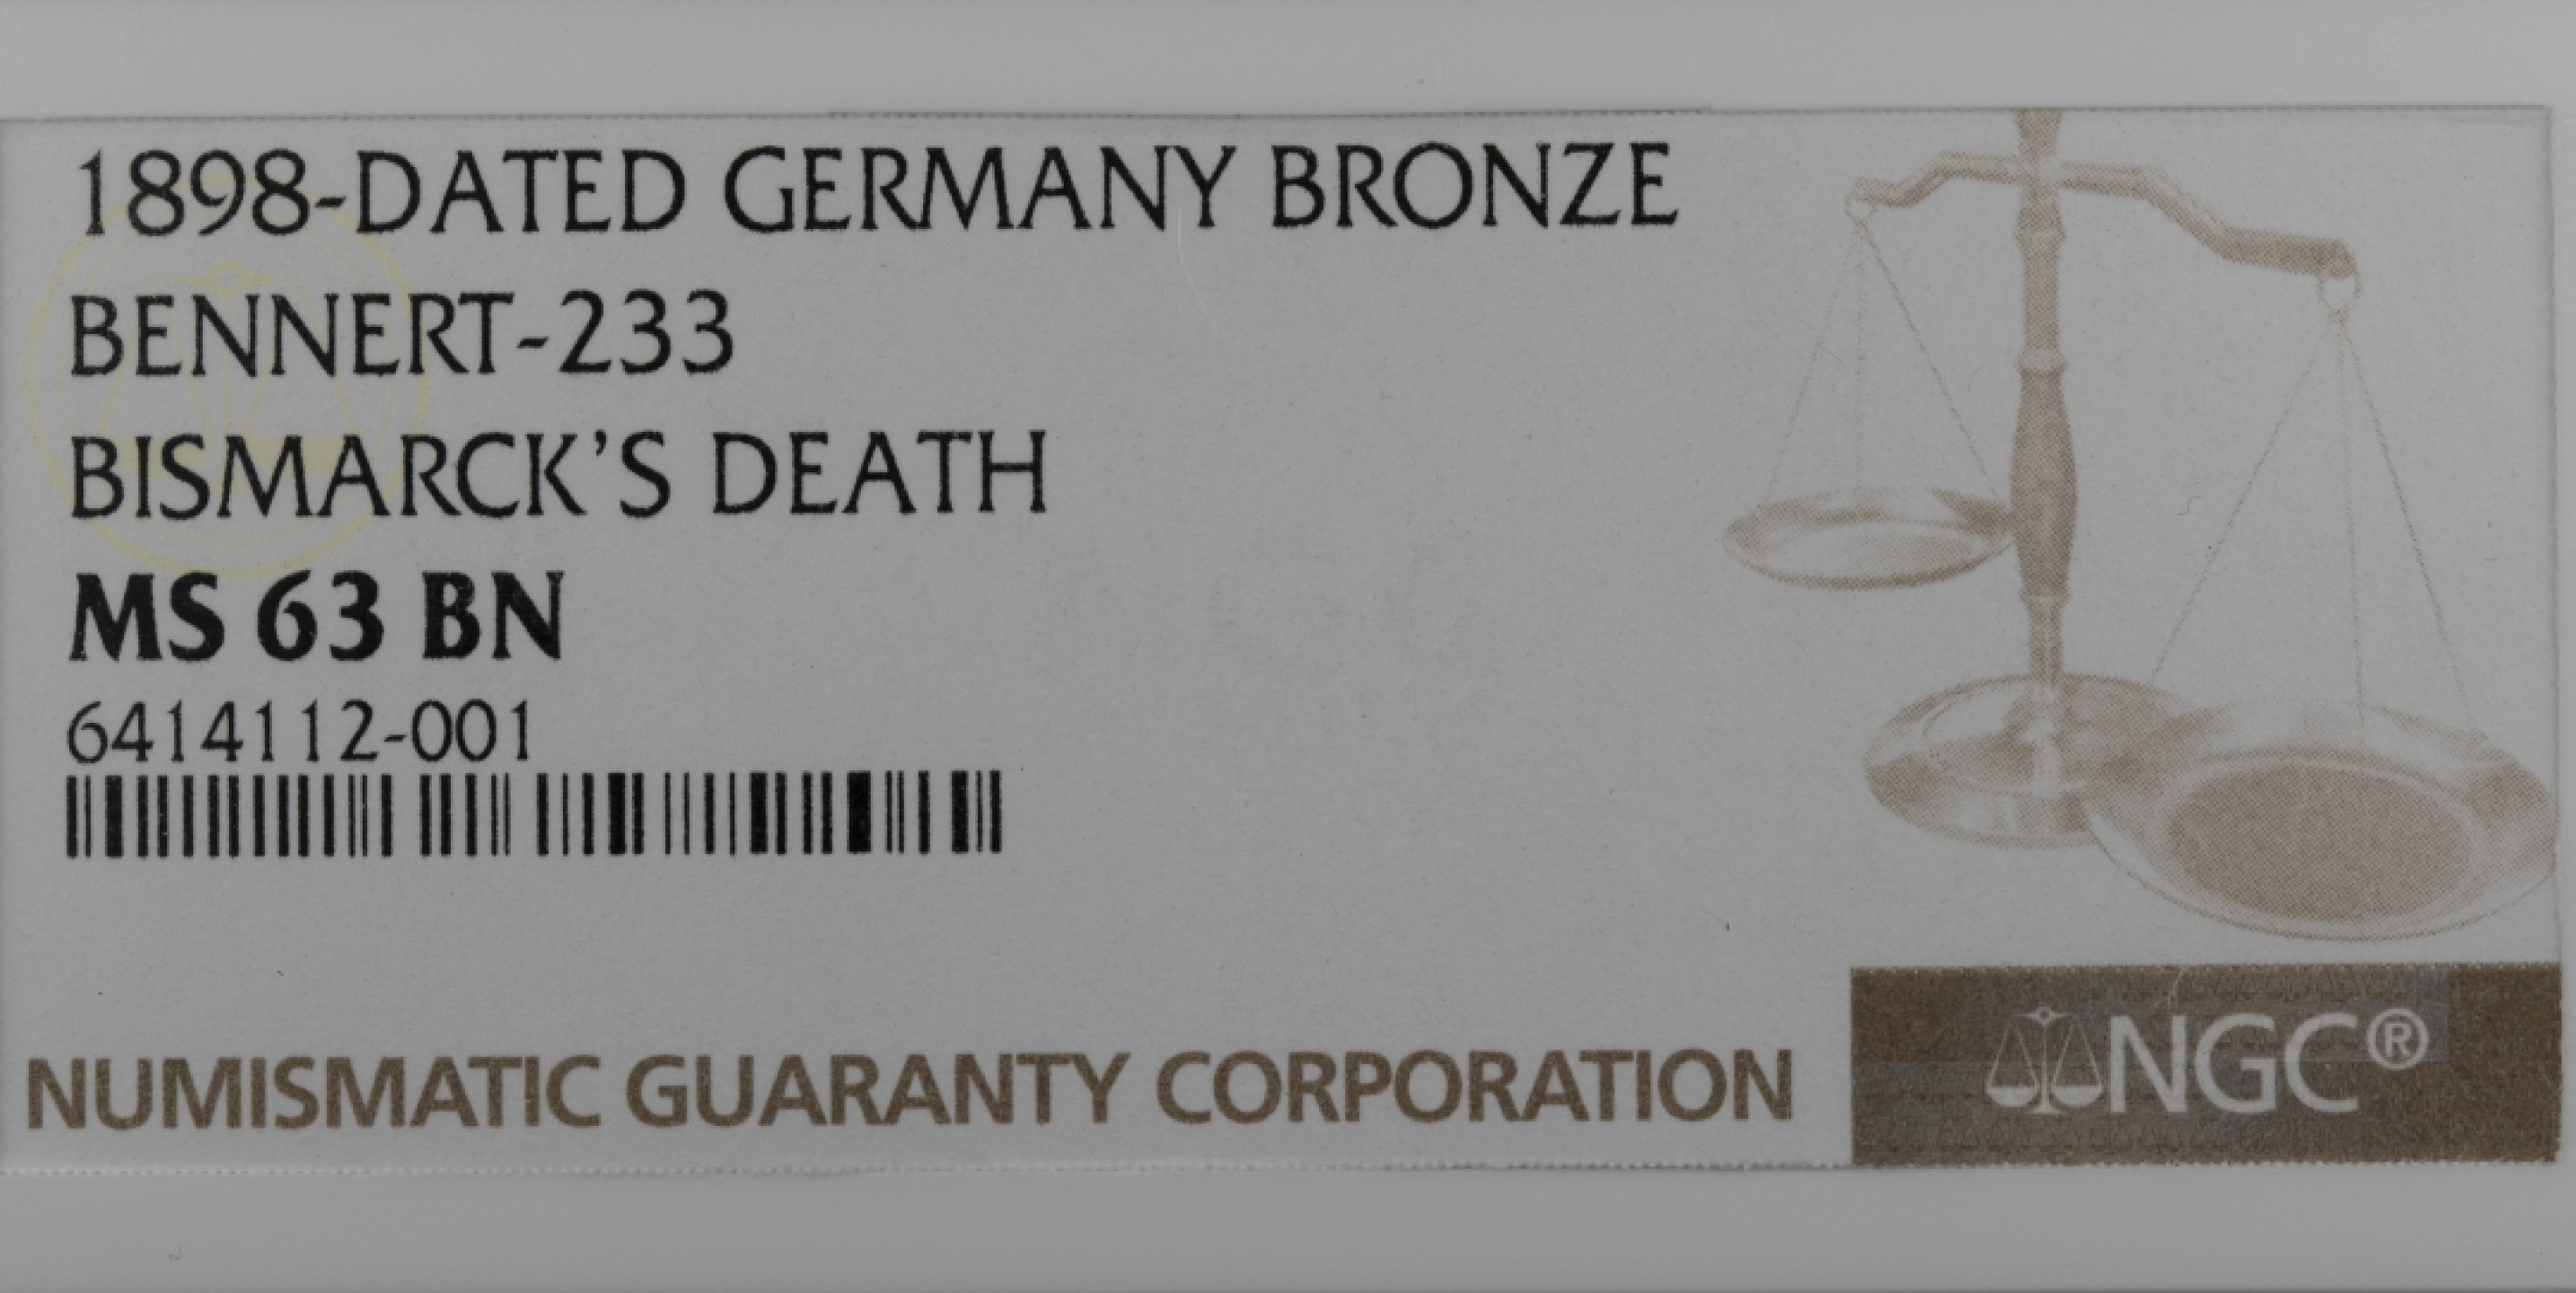 1898-DATED GERMANY BRONZE
BENNERT-233
BISMARCK'S DEATH
MS 63 BN
6414112-001
NUMISMATIC GUARANTY CORPORATION
NGC®